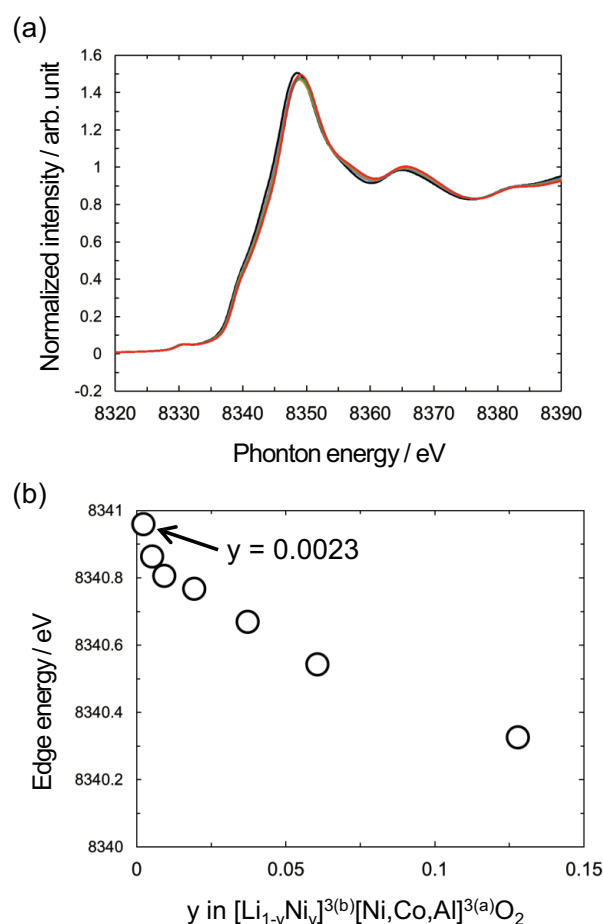 (a)
Normalized intensity / arb. unit
1.6
1.4
1.2
1
0.8
0.6
0.4
0.2
0
-0.2
8320 8330 8340 8350 8360 8370 8380 8390
Phonton energy / eV
(b)
Edge energy / eV
8341
8340.8
8340.6
8340.4
8340.2
8340
y = 0.0023
0 0.05 0.1 0.15
y in [Li1-yNiy]3(b)[Ni,Co,Al]3(a)O2